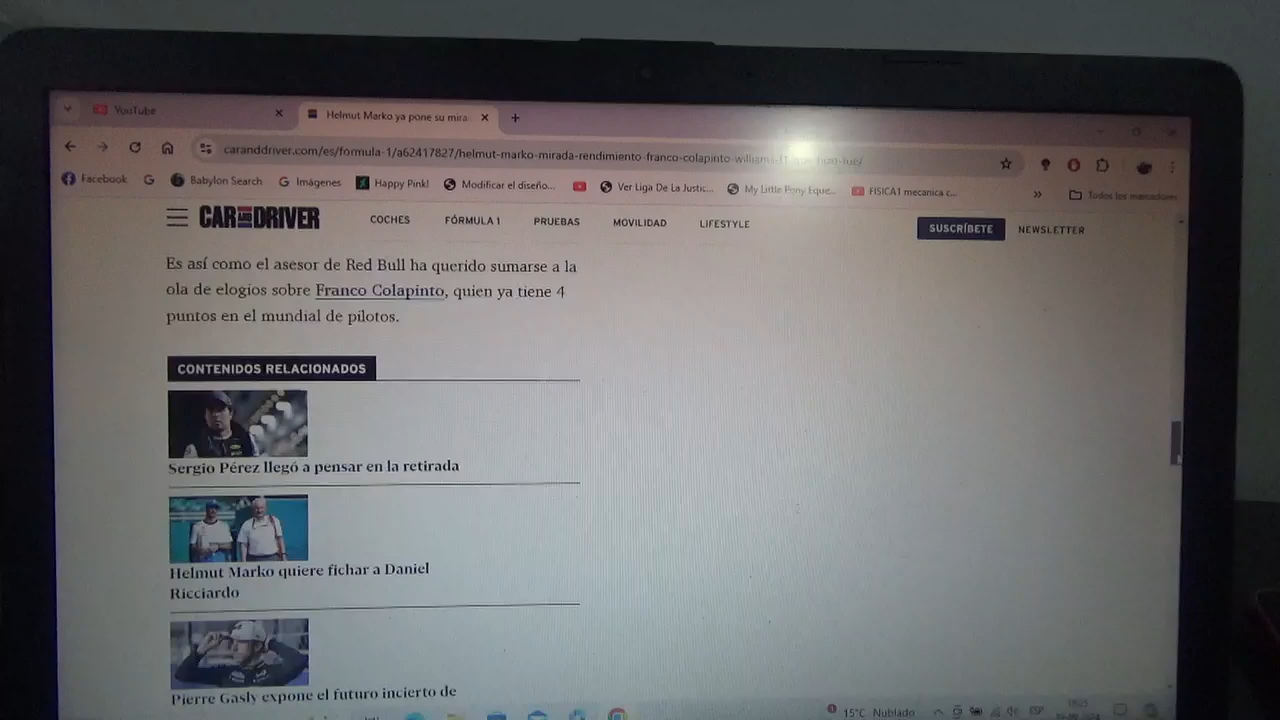 YouTube
Helmut Marko ya pone su mira
caranddriver.com/es/formula-1/a62417827/helmut-marko-mirada-rendimiento-franco-colapinto-williams-f1
Facebook
Babylon Search
Imágenes
Happy Pink!
Modificar el diseño...
Ver Liga De La Justic...
My Little Pony Eque...
FISICA1 mecanica c...
Todos los marcadores
CAR AND DRIVER
COCHES
FÓRMULA 1
PRUEBAS
MOVILIDAD
LIFESTYLE
SUSCRÍBETE
NEWSLETTER
Es así como el asesor de Red Bull ha querido sumarse a la
ola de elogios sobre Franco Colapinto, quien ya tiene 4
puntos en el mundial de pilotos.
CONTENIDOS RELACIONADOS
Sergio Pérez llegó a pensar en la retirada
Helmut Marko quiere fichar a Daniel
Ricciardo
Pierre Gasly expone el futuro incierto de
15°C Nublado
ESP